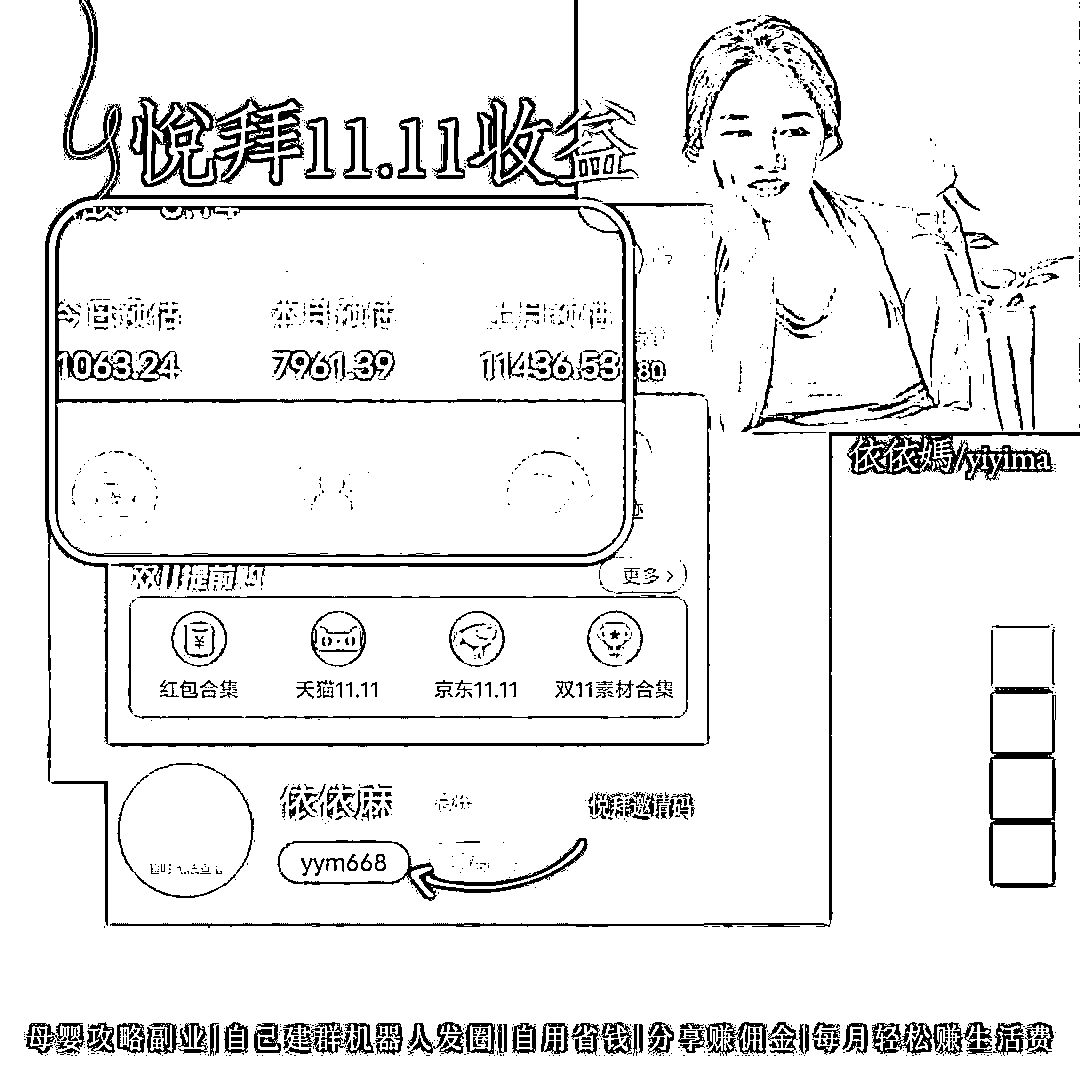 悦拜11.11收益
今日预估 本月预估 上月预估
1063.24 7961.39 11436.53
80
依依媽/yiyima
双11提前购
更多 >
红包合集 天猫11.11 京东11.11 双11素材合集
依依麻
悦拜邀请码
yym668
母婴攻略副业|自己建群机器人发圈|自用省钱|分享赚佣金|每月轻松赚生活费